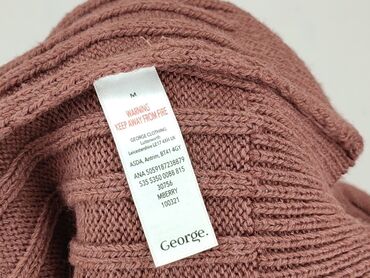 M
WARNING
KEEP AWAY FROM FIRE
GEORGE CLOTHING
Lutterworth
Leicestershire LE17 4XH UK
ASDA, Antrim, BT41 4GY
ANA 5059187238879
535 5350 0088 815
30756
MBERRY
100321
George.